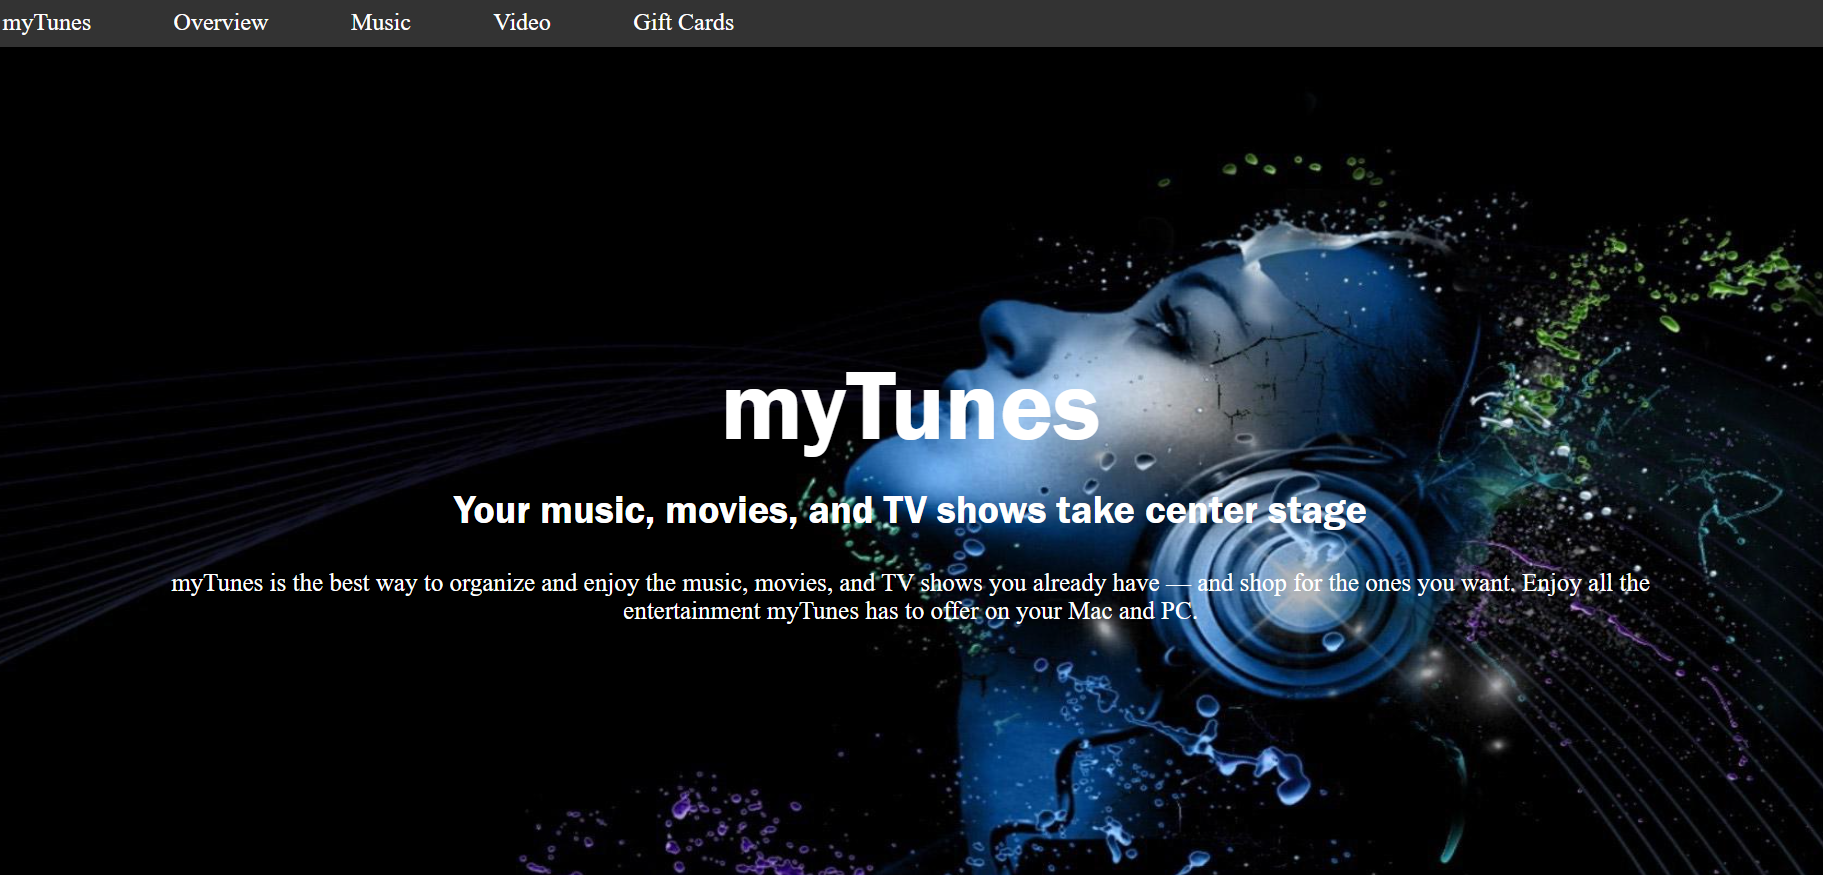 myTunes Overview Music Video Gift Cards
myTunes
Your music, movies, and TV shows take center stage
myTunes is the best way to organize and enjoy the music, movies, and TV shows you already have — and shop for the ones you want. Enjoy all the
entertainment myTunes has to offer on your Mac and PC.